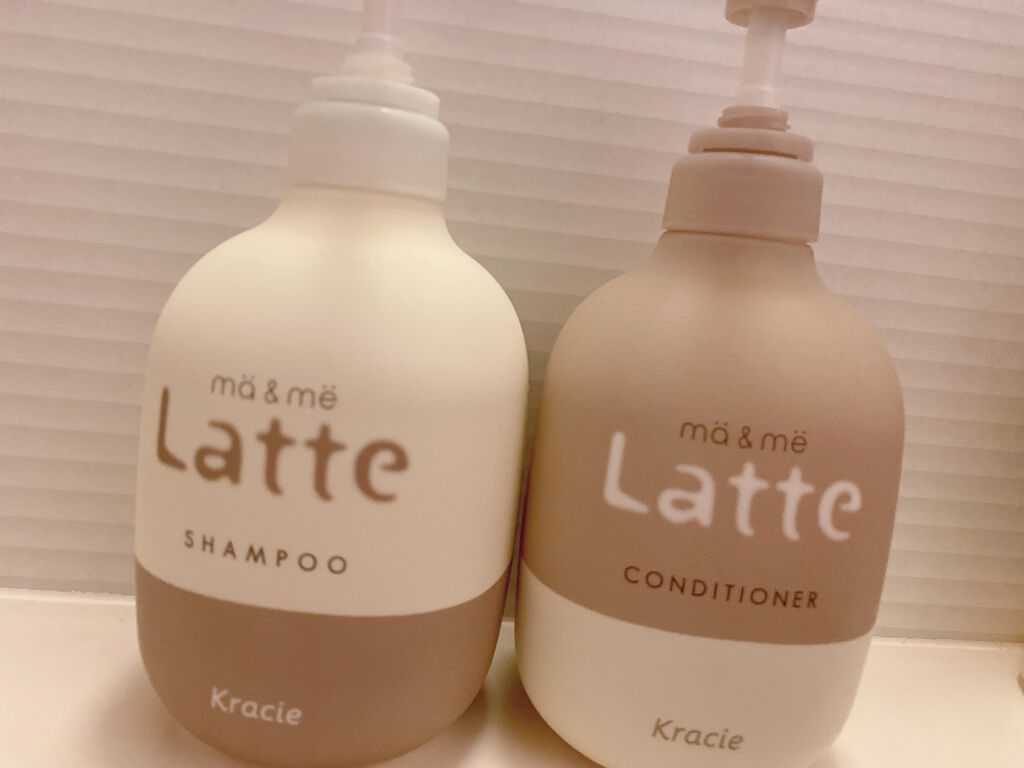 mä & më
Latte
SHAMPOO
Kracie
mä & më
Latte
CONDITIONER
Kracie